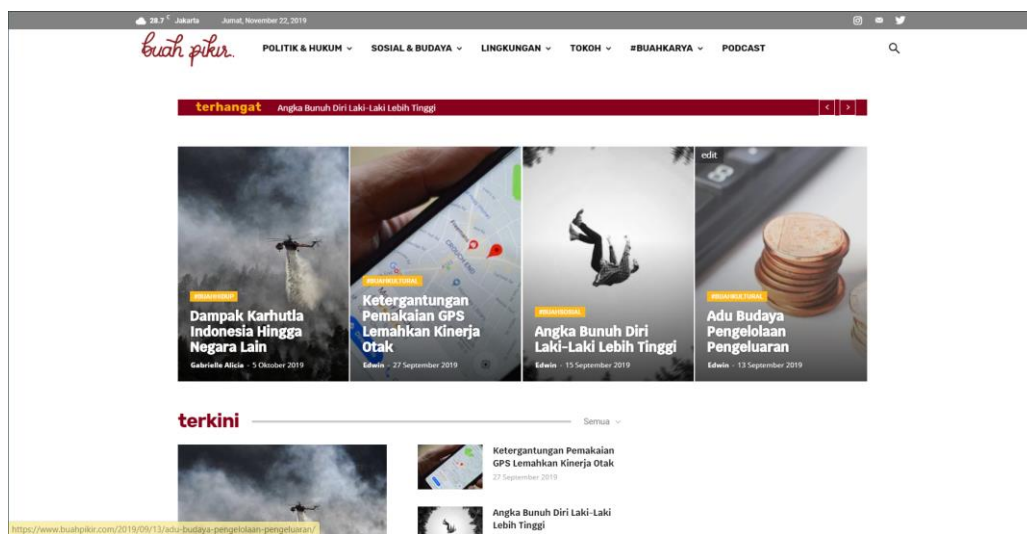 28.7 C Jakarta Jumat, November 22, 2019
buah pikir.
POLITIK & HUKUM SOSIAL & BUDAYA LINGKUNGAN TOKOH #BUAHKARYA PODCAST
terhangat Angka Bunuh Diri Laki-Laki Lebih Tinggi
#BUAHHIDUP
Dampak Karhutla
Indonesia Hingga
Negara Lain
Gabrielle Alicia - 5 Oktober 2019
#BUAHKULTURAL
Ketergantungan
Pemakaian GPS
Lemahkan Kinerja
Otak
Edwin - 27 September 2019
#BUAHSOSIAL
Angka Bunuh Diri
Laki-Laki Lebih Tinggi
Edwin - 15 September 2019
edit
#BUAHKULTURAL
Adu Budaya
Pengelolaan
Pengeluaran
Edwin - 13 September 2019
terkini Semua
Ketergantungan Pemakaian
GPS Lemahkan Kinerja Otak
27 September 2019
Angka Bunuh Diri Laki-Laki
Lebih Tinggi
https://www.buahpikir.com/2019/09/13/adu-budaya-pengelolaan-pengeluaran/